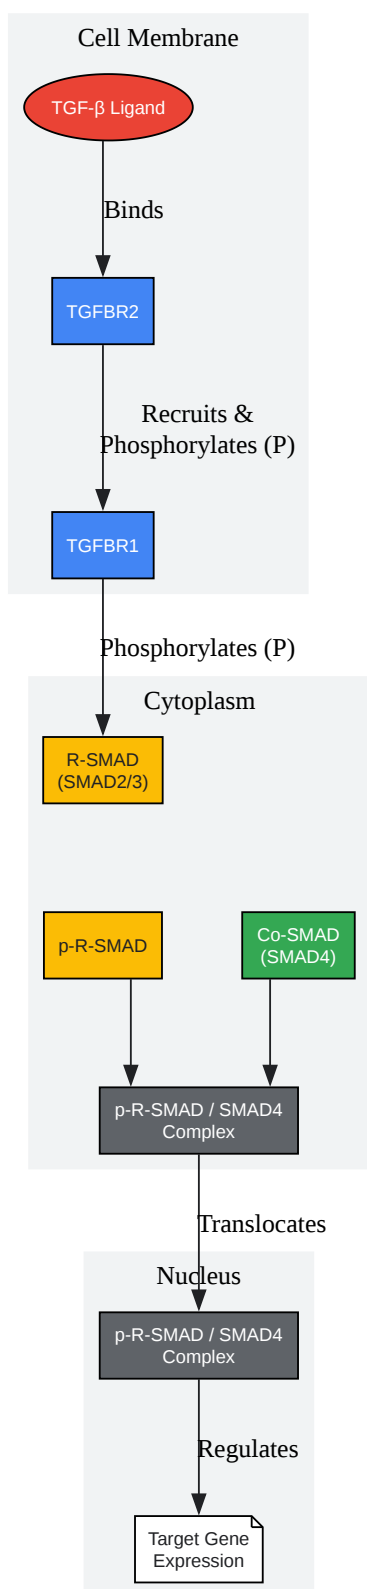 Cell Membrane
TGF-β Ligand
Binds
TGFBR2
Recruits &
Phosphorylates (P)
TGFBR1
Phosphorylates (P)
Cytoplasm
R-SMAD
(SMAD2/3)
p-R-SMAD
Co-SMAD
(SMAD4)
p-R-SMAD / SMAD4
Complex
Translocates
Nucleus
p-R-SMAD / SMAD4
Complex
Regulates
Target Gene
Expression